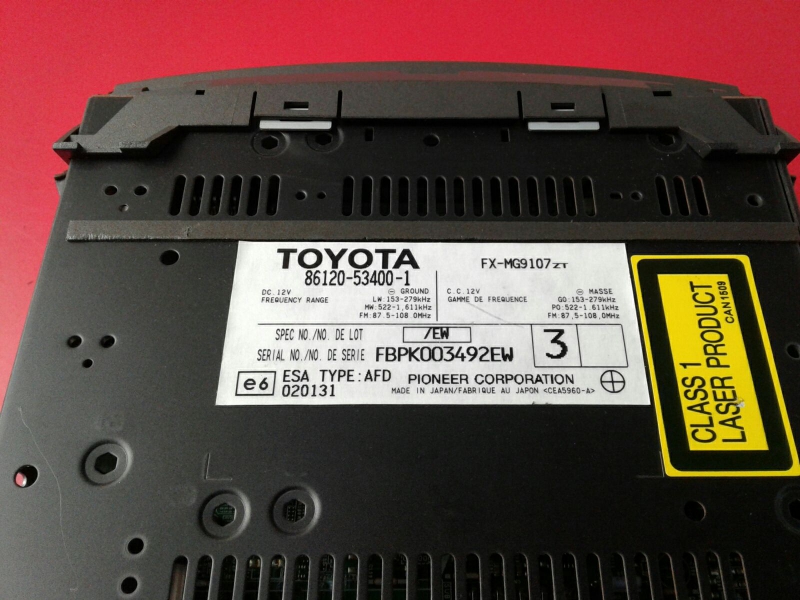 TOYOTA
86120-53400-1
FX-MG9107ZT
DC.12V ⊖ GROUND
FREQUENCY RANGE LW:153-279kHz
MW:522-1,611kHz
FM:87.5-108.0MHz
C.C.12V ⊖ MASSE
GAMME DE FREQUENCE GO:153-279kHz
PO:522-1,611kHz
FM:87.5-108.0MHz
SPEC NO./NO. DE LOT /EW
SERIAL NO./NO. DE SERIE FBPK003492EW
3
e6 ESA TYPE:AFD
020131
PIONEER CORPORATION
MADE IN JAPAN/FABRIQUE AU JAPON <CEA5960-A>
CLASS 1
LASER PRODUCT
CAN1509
R
L